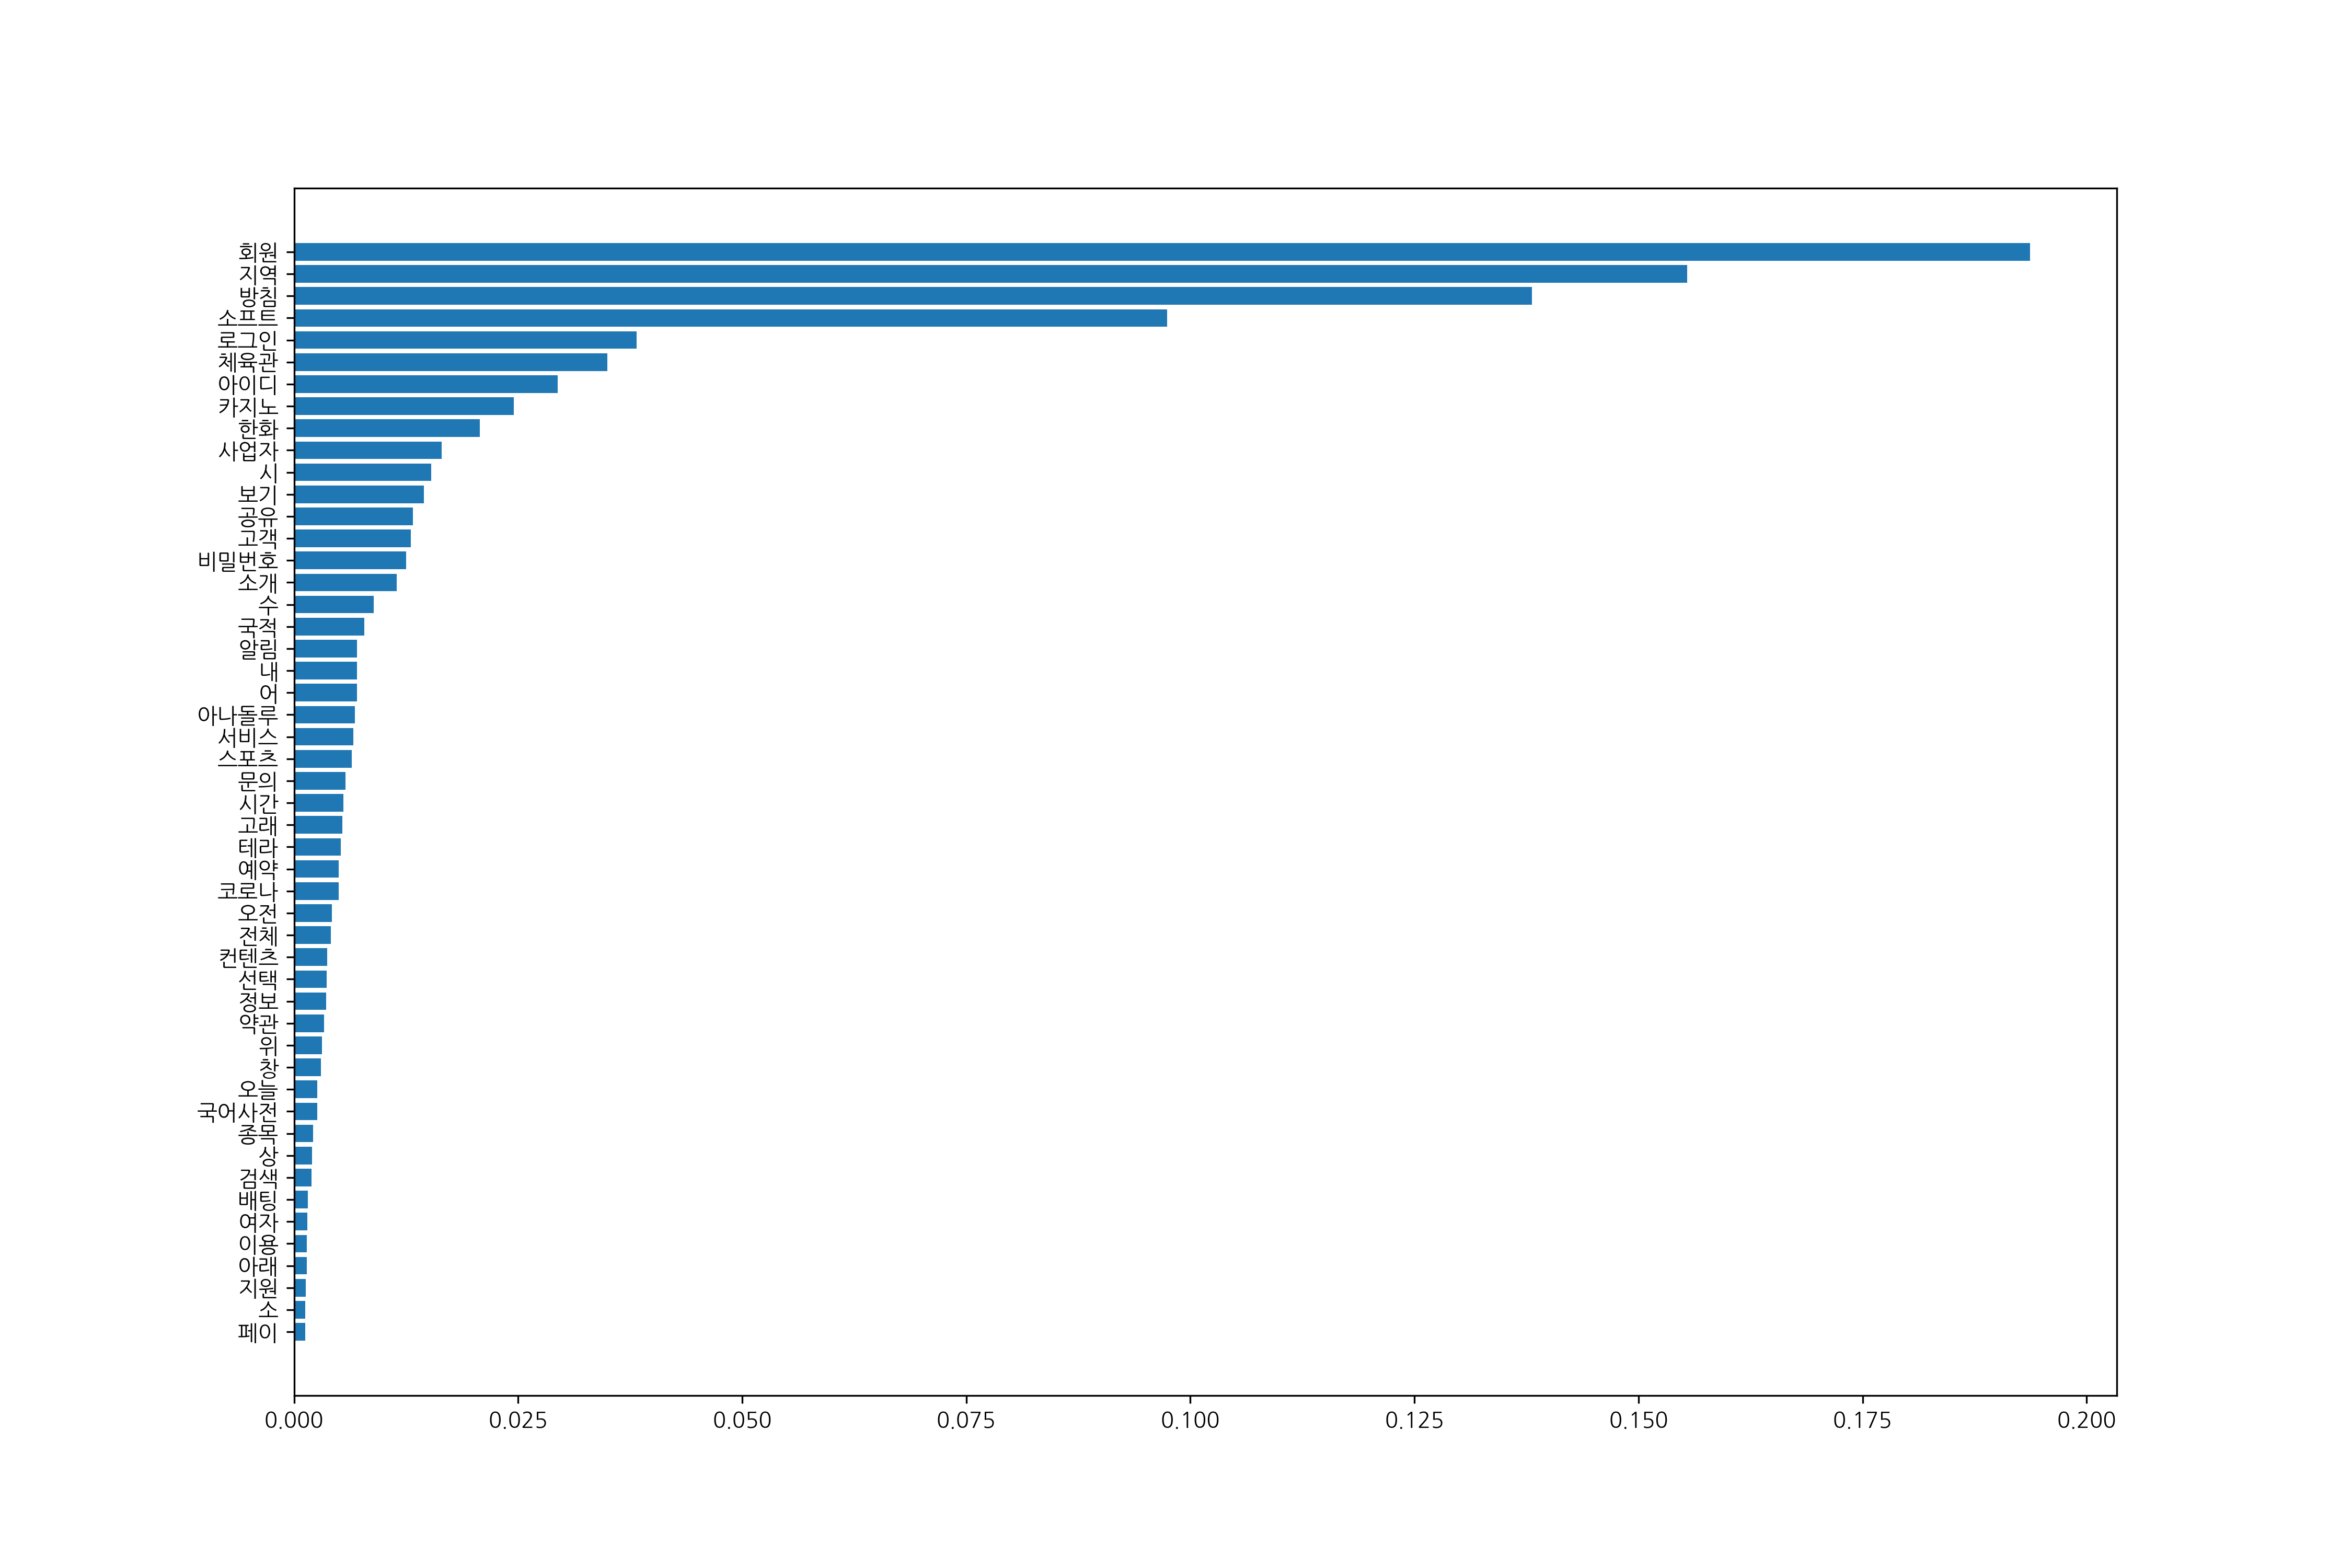 회원
지역
방침
소프트
로그인
체육관
아이디
카지노
한화
사업자
시
보기
공유
고객
비밀번호
소개
수
국적
알림
내
어
아나돌루
서비스
스포츠
문의
시간
고래
테라
예약
코로나
오전
전체
컨텐츠
선택
정보
약관
위
창
오늘
국어사전
종목
상
검색
배팅
여자
이용
아래
지원
소
페이
0.000 0.025 0.050 0.075 0.100 0.125 0.150 0.175 0.200